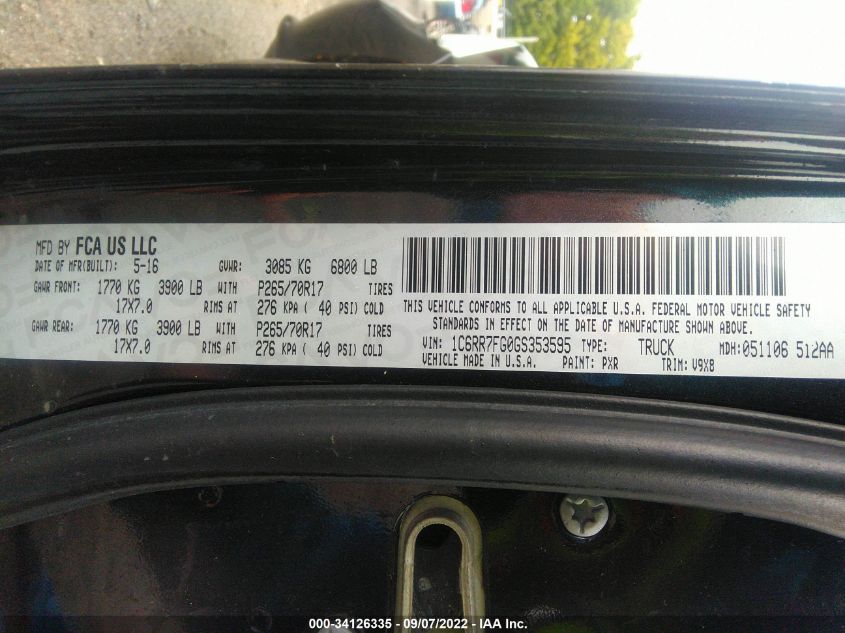 MFD BY FCA US LLC
DATE OF MFR(BUILT): 5-16 GVWR: 3085 KG 6800 LB
GAWR FRONT: 1770 KG 3900 LB WITH P265/70R17 TIRES
17X7.0 RIMS AT 276 KPA ( 40 PSI) COLD
GAWR REAR: 1770 KG 3900 LB WITH P265/70R17 TIRES
17X7.0 RIMS AT 276 KPA ( 40 PSI) COLD
THIS VEHICLE CONFORMS TO ALL APPLICABLE U.S.A. FEDERAL MOTOR VEHICLE SAFETY
STANDARDS IN EFFECT ON THE DATE OF MANUFACTURE SHOWN ABOVE.
VIN: 1C6RR7FG0GS353595 TYPE: TRUCK MDH: 051106 512AA
VEHICLE MADE IN U.S.A. PAINT: PXR TRIM: V9X8
000-34126335 - 09/07/2022 - IAA Inc.